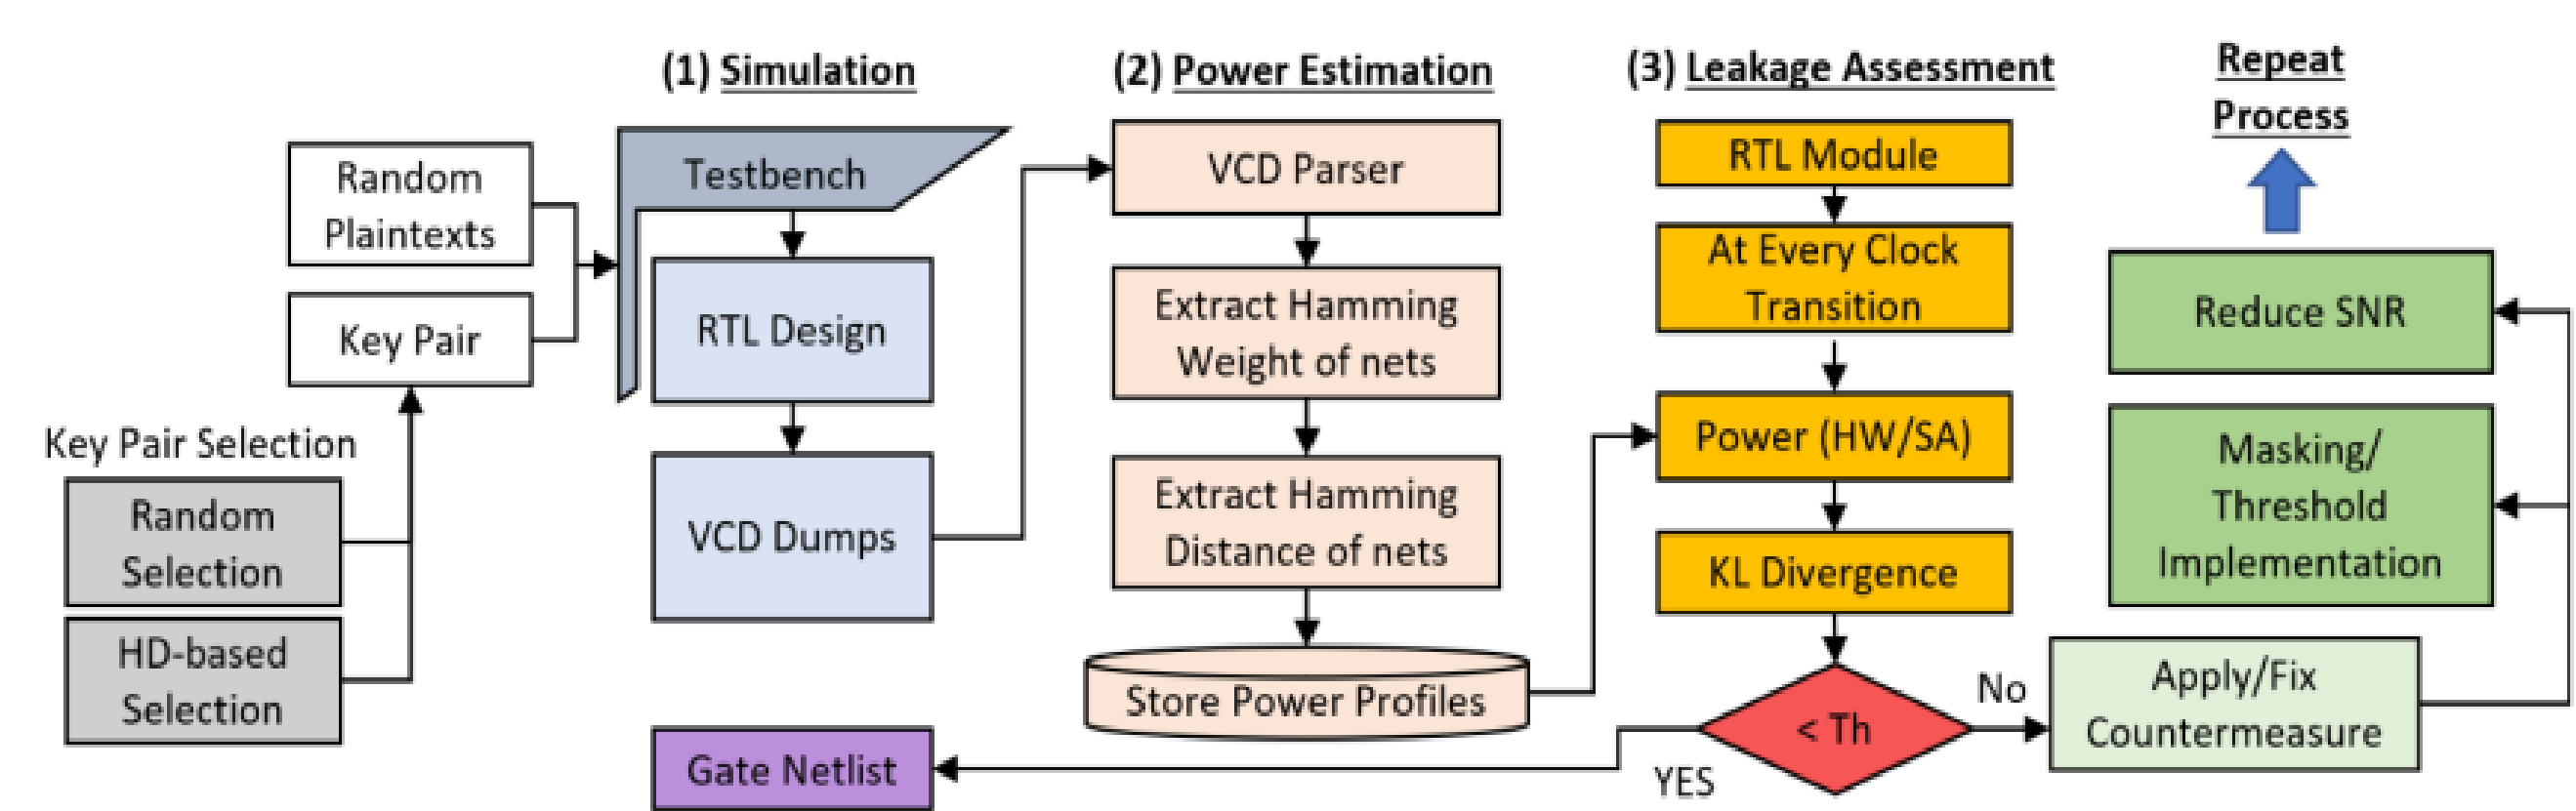 Random
Plaintexts
Key Pair
Key Pair Selection
Random
Selection
HD-based
Selection
(1) Simulation
Testbench
RTL Design
VCD Dumps
Gate Netlist
(2) Power Estimation
VCD Parser
Extract Hamming
Weight of nets
Extract Hamming
Distance of nets
Store Power Profiles
(3) Leakage Assessment
RTL Module
At Every Clock
Transition
Power (HW/SA)
KL Divergence
< Th
YES
No
Repeat
Process
Reduce SNR
Masking/
Threshold
Implementation
Apply/Fix
Countermeasure